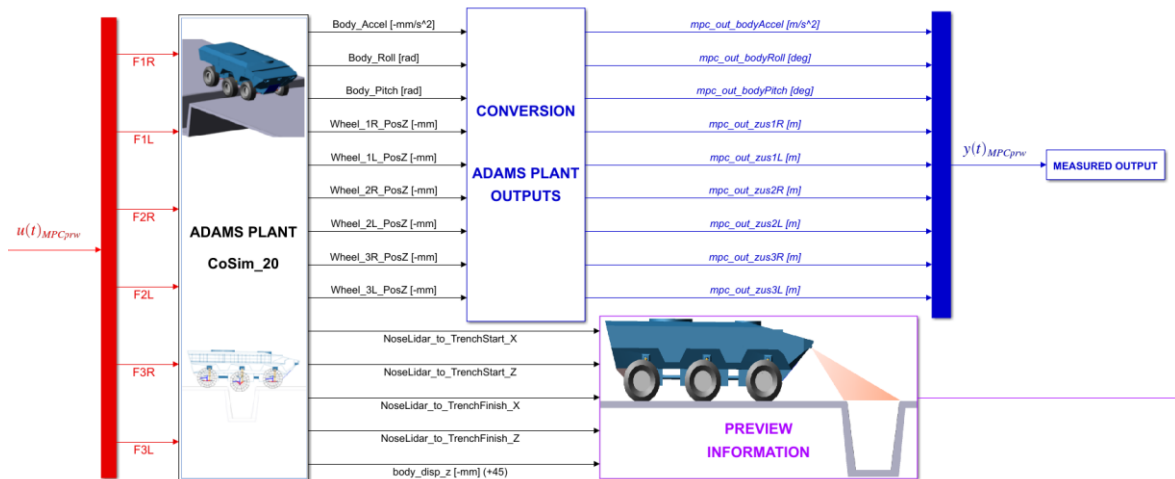 u(t)MPCprw
F1R
F1L
F2R
F2L
F3R
F3L
ADAMS PLANT
CoSim_20
Body_Accel [-mm/s^2]
Body_Roll [rad]
Body_Pitch [rad]
Wheel_1R_PosZ [-mm]
Wheel_1L_PosZ [-mm]
Wheel_2R_PosZ [-mm]
Wheel_2L_PosZ [-mm]
Wheel_3R_PosZ [-mm]
Wheel_3L_PosZ [-mm]
NoseLidar_to_TrenchStart_X
NoseLidar_to_TrenchStart_Z
NoseLidar_to_TrenchFinish_X
NoseLidar_to_TrenchFinish_Z
body_disp_z [-mm] (+45)
CONVERSION
ADAMS PLANT
OUTPUTS
mpc_out_bodyAccel [m/s^2]
mpc_out_bodyRoll [deg]
mpc_out_bodyPitch [deg]
mpc_out_zus1R [m]
mpc_out_zus1L [m]
mpc_out_zus2R [m]
mpc_out_zus2L [m]
mpc_out_zus3R [m]
mpc_out_zus3L [m]
y(t)MPCprw
MEASURED OUTPUT
PREVIEW
INFORMATION